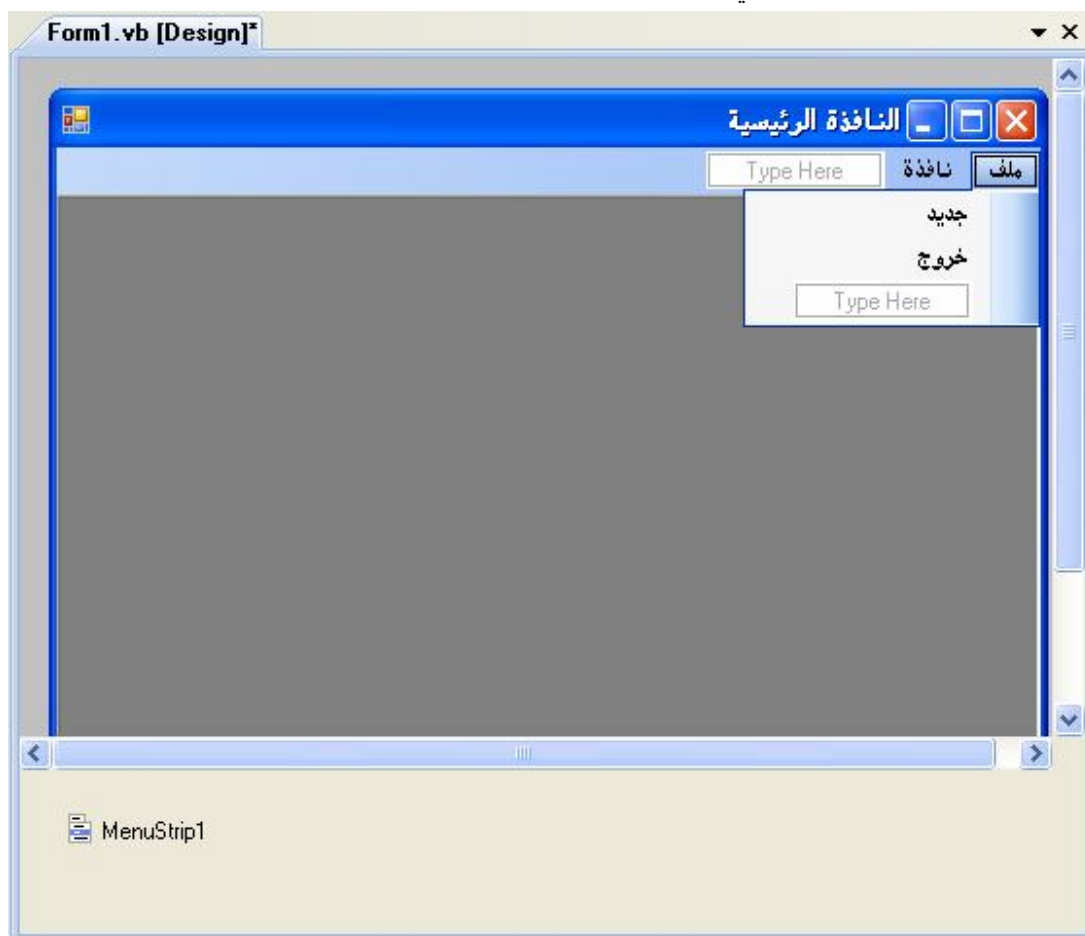 Form1.vb [Design]*
النافذة الرئيسية
ملف نافذة Type Here
جديد
خروج
Type Here
MenuStrip1